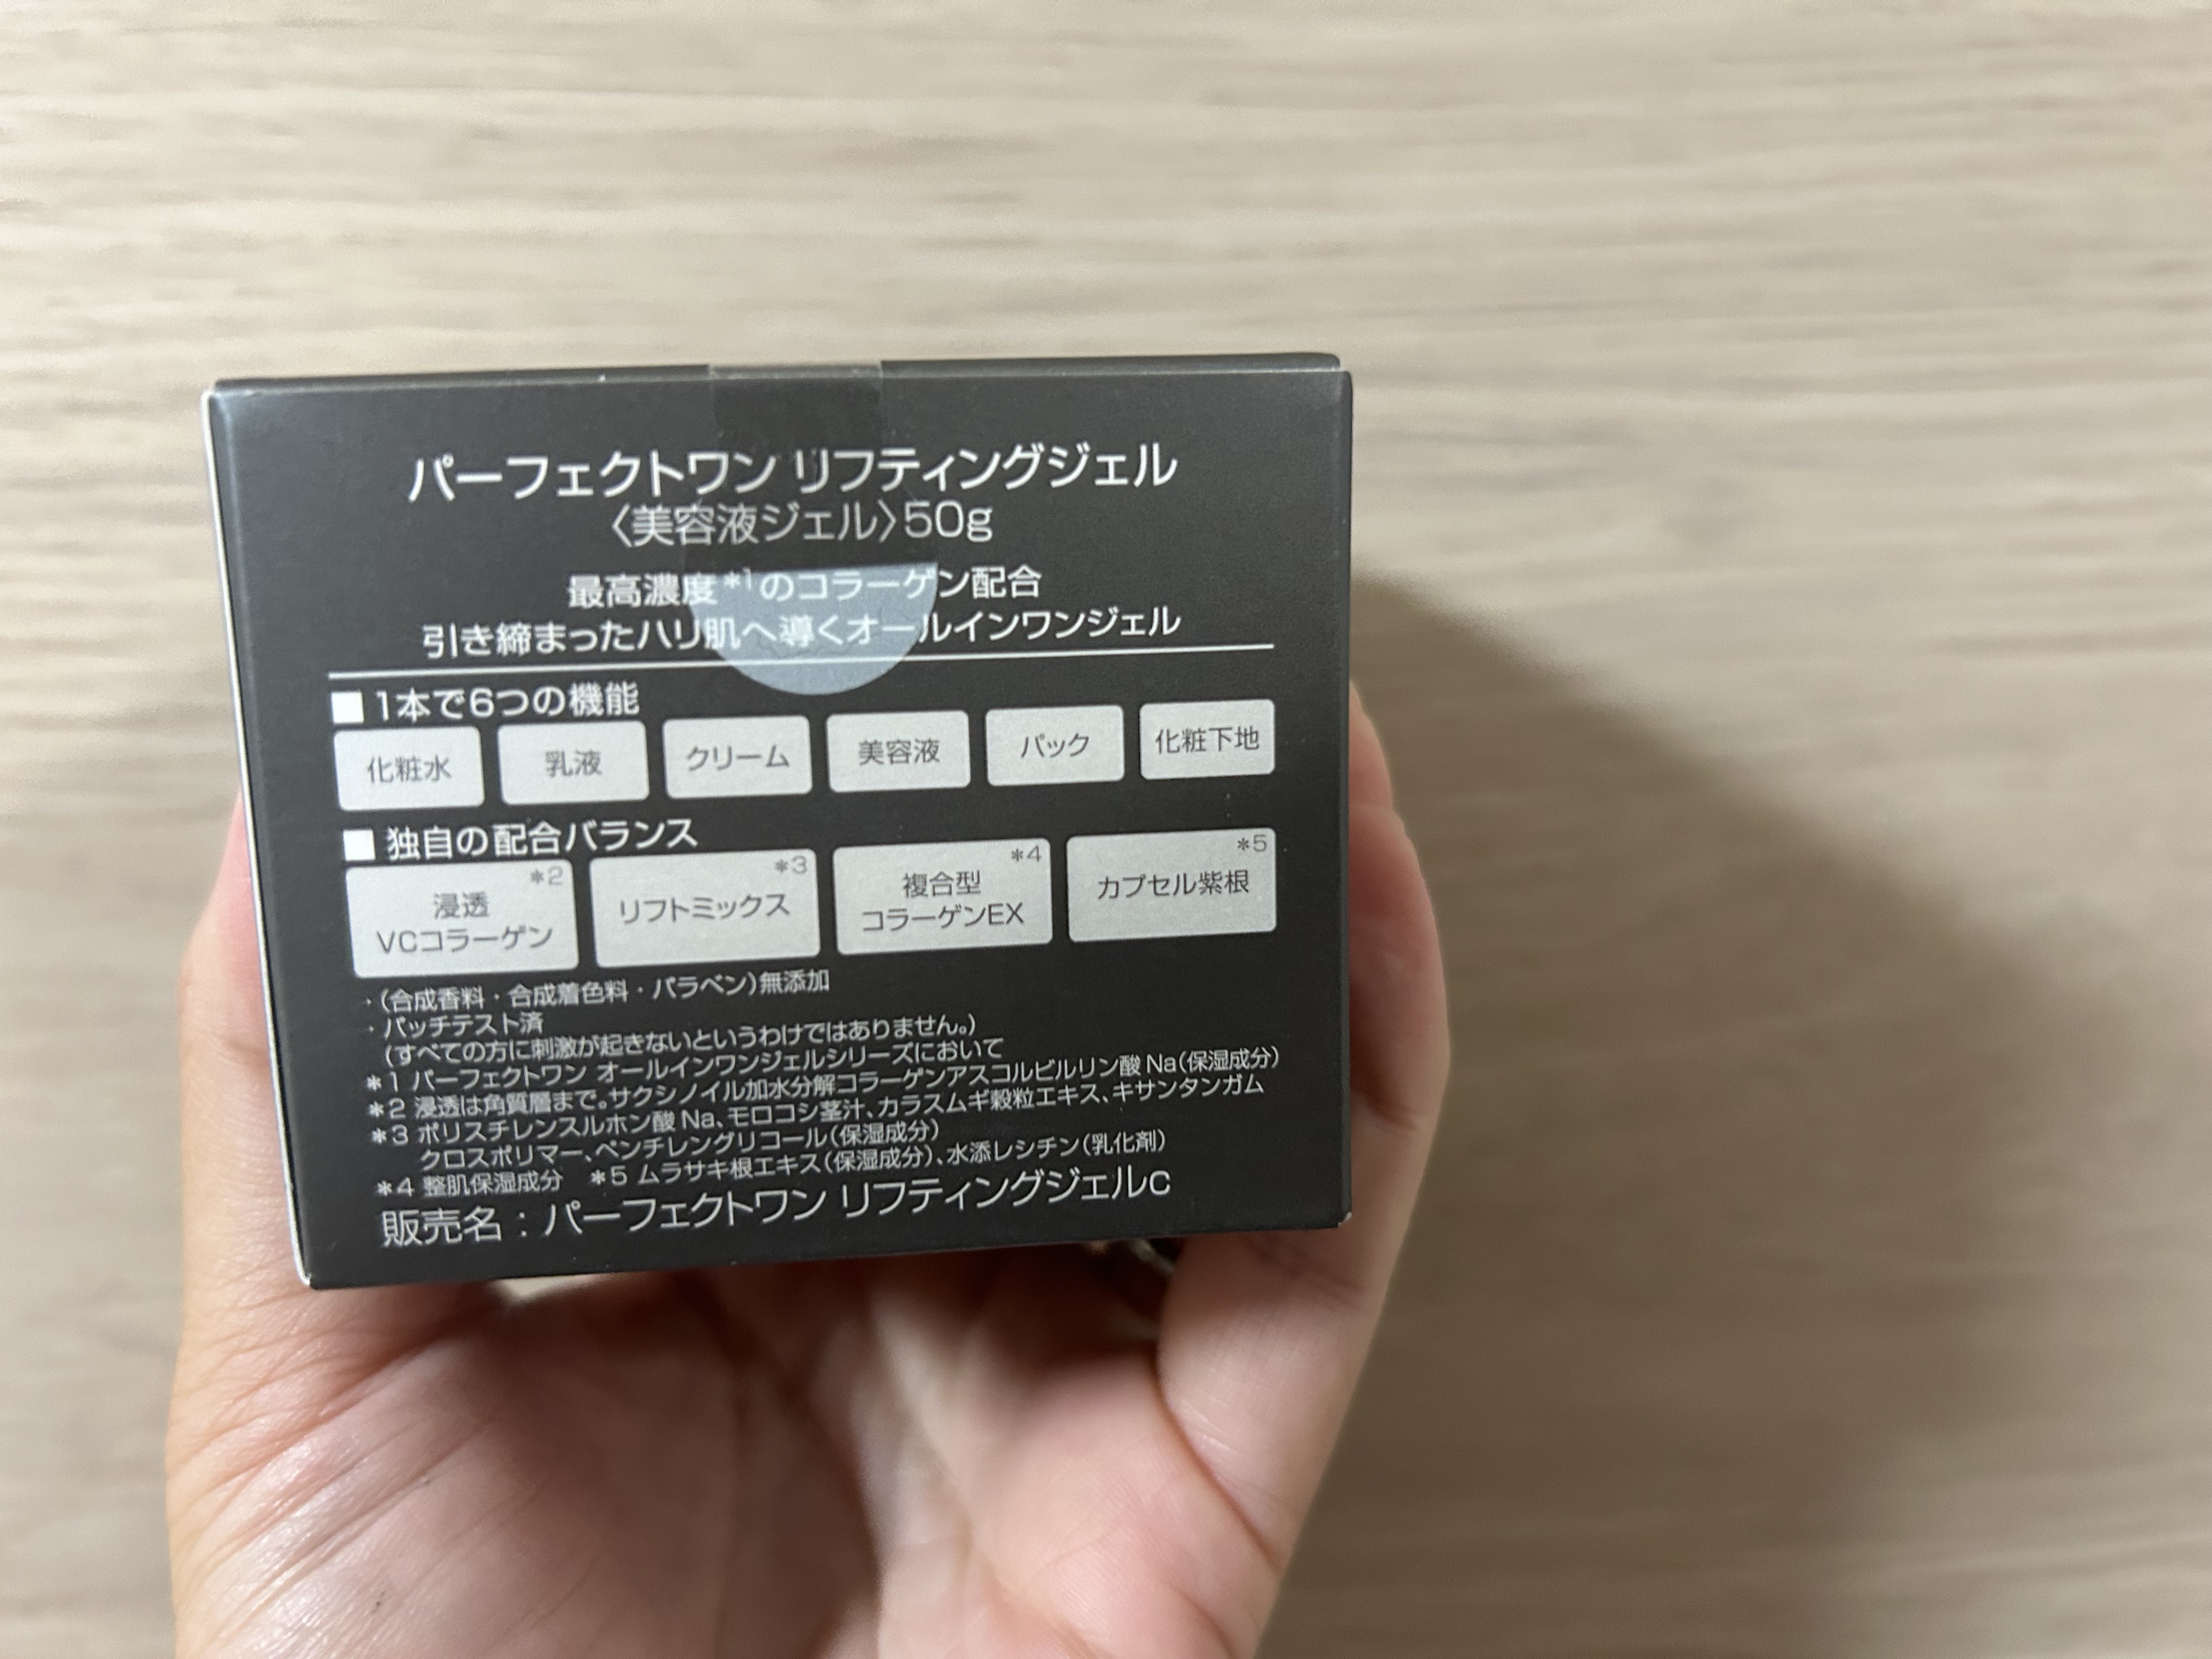 パーフェクトワン リフティングジェル
〈美容液ジェル〉50g
最高濃度*1のコラーゲン配合
引き締まったハリ肌へ導くオールインワンジェル
■1本で6つの機能
化粧水 乳液 クリーム 美容液 パック 化粧下地
■独自の配合バランス
浸透
VCコラーゲン*2
リフトミックス*3
複合型
コラーゲンEX*4
カプセル紫根*5
・(合成香料・合成着色料・パラベン)無添加
・パッチテスト済
(すべての方に刺激が起きないというわけではありません。)
*1 パーフェクトワン オールインワンジェルシリーズにおいて
*2 浸透は角質層まで。サクシノイル加水分解コラーゲンアスコルビルリン酸Na(保湿成分)
*3 ポリスチレンスルホン酸Na、モロコシ茎汁、カラスムギ穀粒エキス、キサンタンガム
クロスポリマー、ペンチレングリコール(保湿成分)
*4 整肌保湿成分 *5 ムラサキ根エキス(保湿成分)、水添レシチン(乳化剤)
販売名：パーフェクトワン リフティングジェルc